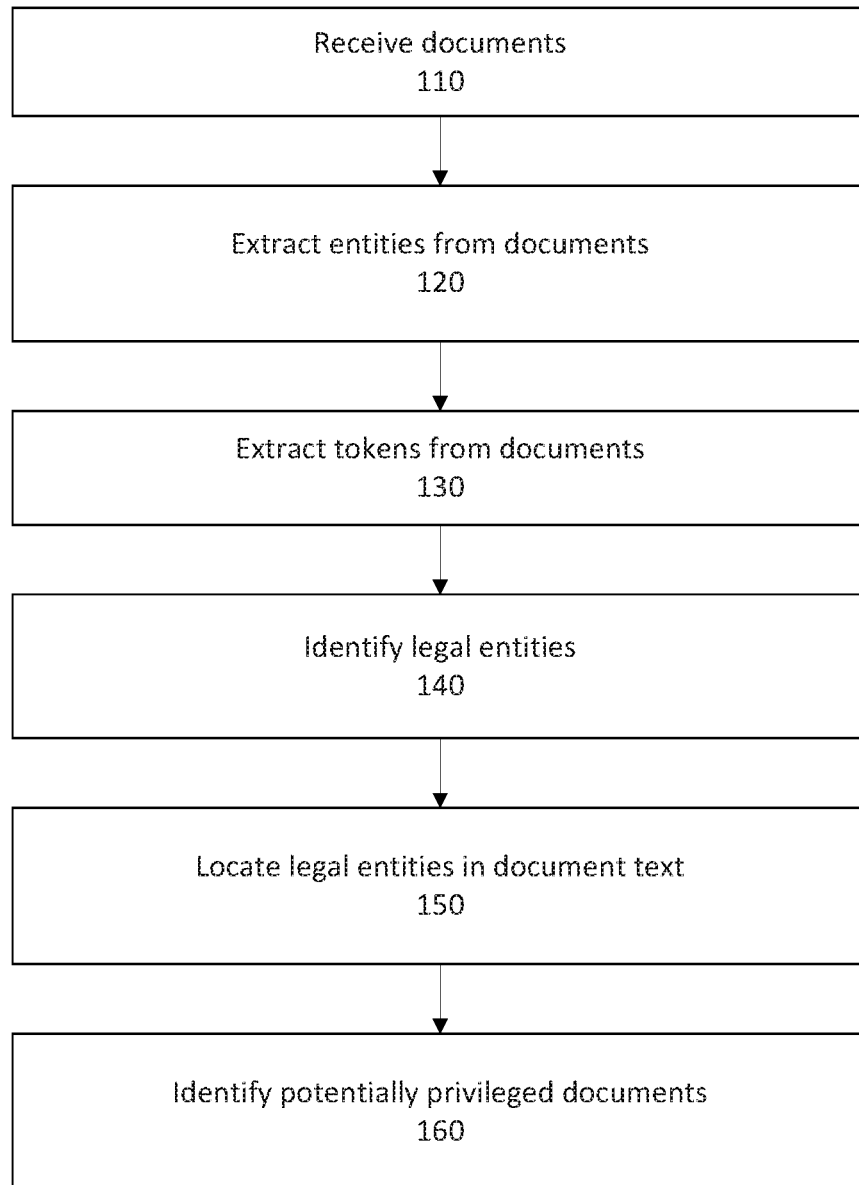 Receive documents
110
Extract entities from documents
120
Extract tokens from documents
130
Identify legal entities
140
Locate legal entities in document text
150
Identify potentially privileged documents
160